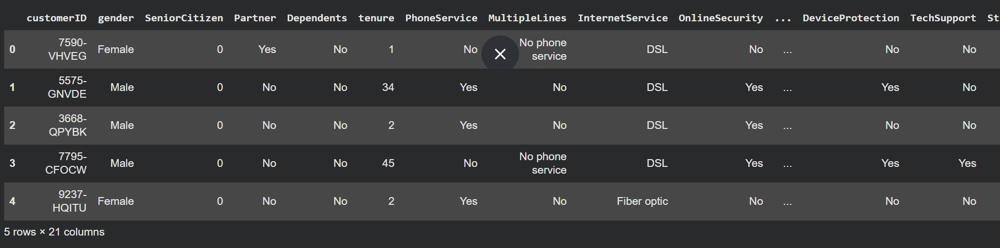 customerID gender SeniorCitizen Partner Dependents tenure PhoneService MultipleLines InternetService OnlineSecurity ... DeviceProtection TechSupport St
0 7590-VHVEG Female 0 Yes No 1 No No phone service DSL No ... No No
1 5575-GNVDE Male 0 No No 34 Yes No DSL Yes ... Yes No
2 3668-QPYBK Male 0 No No 2 Yes No DSL Yes ... No No
3 7795-CFOCW Male 0 No No 45 No No phone service DSL Yes ... Yes Yes
4 9237-HQITU Female 0 No No 2 Yes No Fiber optic No ... No No
5 rows × 21 columns